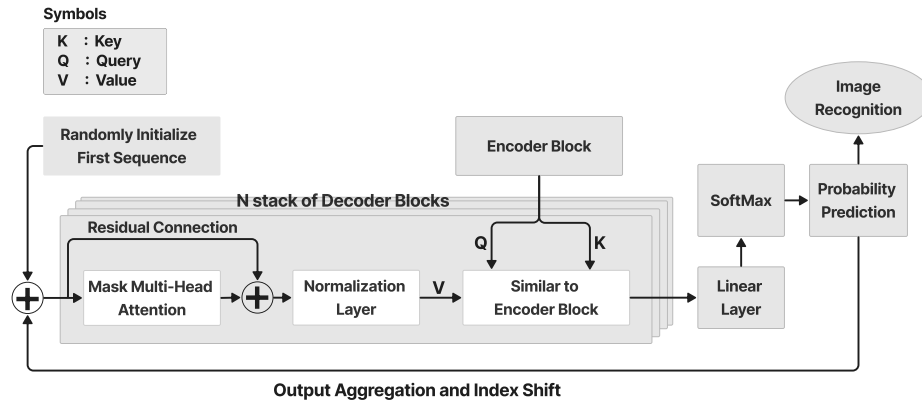 Symbols
K : Key
Q : Query
V : Value
Randomly Initialize
First Sequence
Encoder Block
Image
Recognition
N stack of Decoder Blocks
SoftMax
Probability
Prediction
Residual Connection
Q
K
Mask Multi-Head
Attention
Normalization
Layer
V
Similar to
Encoder Block
Linear
Layer
Output Aggregation and Index Shift